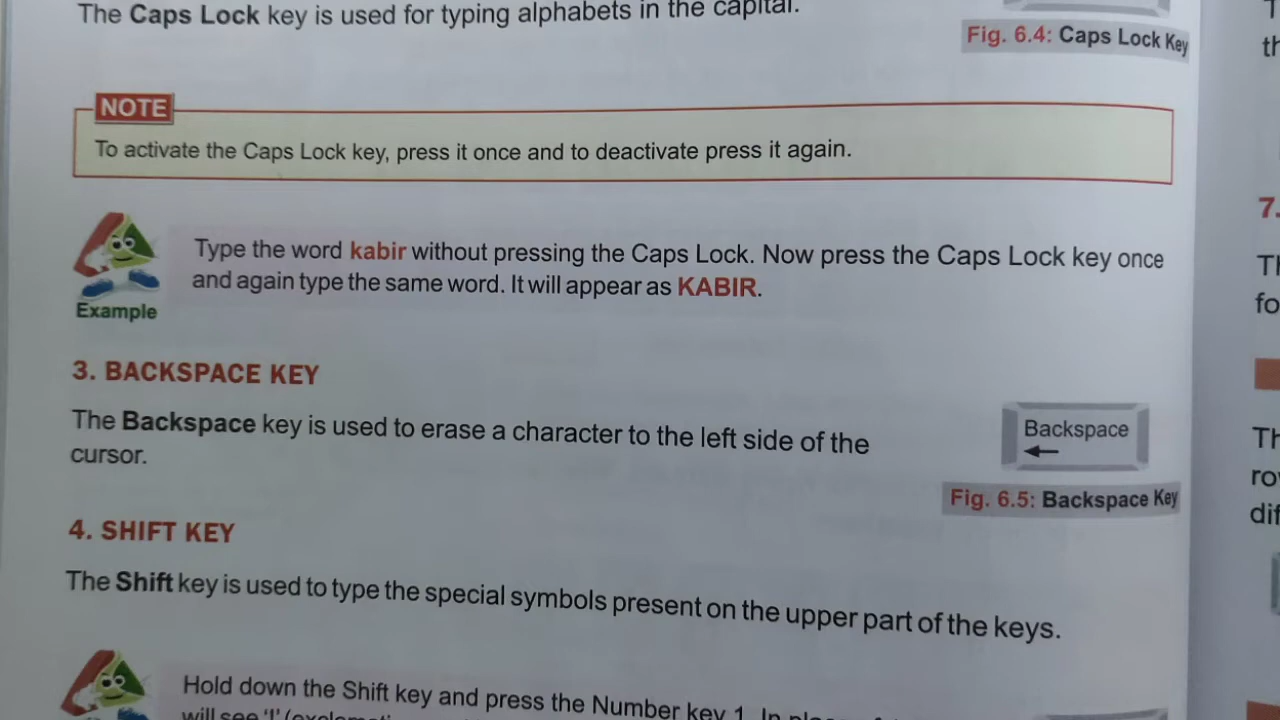 The Caps Lock key is used for typing alphabets in the capital.
Fig. 6.4: Caps Lock Key
NOTE
To activate the Caps Lock key, press it once and to deactivate press it again.
Type the word kabir without pressing the Caps Lock. Now press the Caps Lock key once
and again type the same word. It will appear as KABIR.
Example
3. BACKSPACE KEY
The Backspace key is used to erase a character to the left side of the
cursor.
Backspace
Fig. 6.5: Backspace Key
4. SHIFT KEY
The Shift key is used to type the special symbols present on the upper part of the keys.
Hold down the Shift key and press the Number key 1. In place of
will see '!'
7.